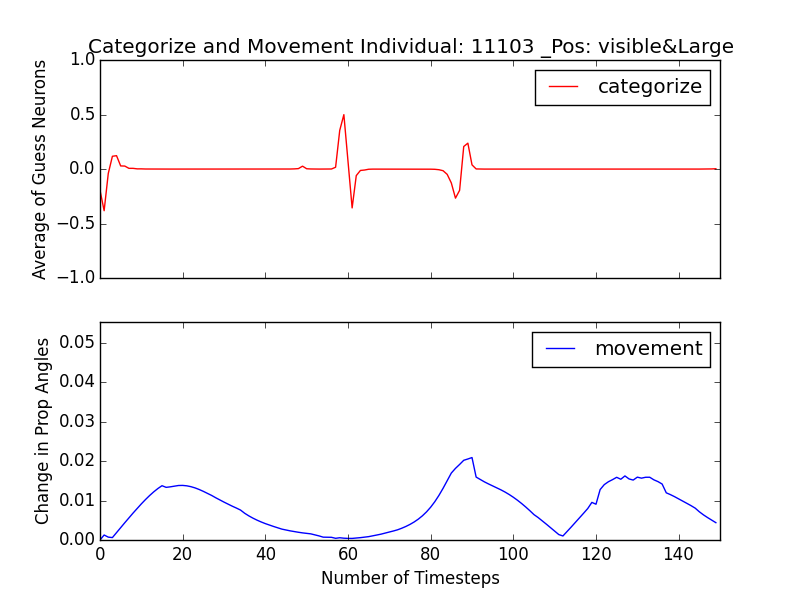 Categorize and Movement Individual: 11103 _Pos: visible&Large
1.0
0.5
0.0
−0.5
−1.0
Average of Guess Neurons
categorize
0.05
0.04
0.03
0.02
0.01
0.00
Change in Prop Angles
movement
0 20 40 60 80 100 120 140
Number of Timesteps